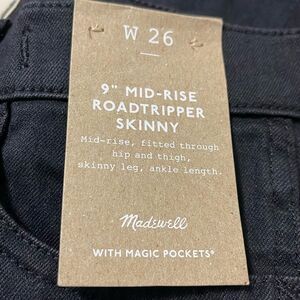 W 26
9" MID-RISE
ROADTRIPPER
SKINNY
Mid-rise, fitted through
hip and thigh,
skinny leg, ankle length.
Madewell
WITH MAGIC POCKETS®